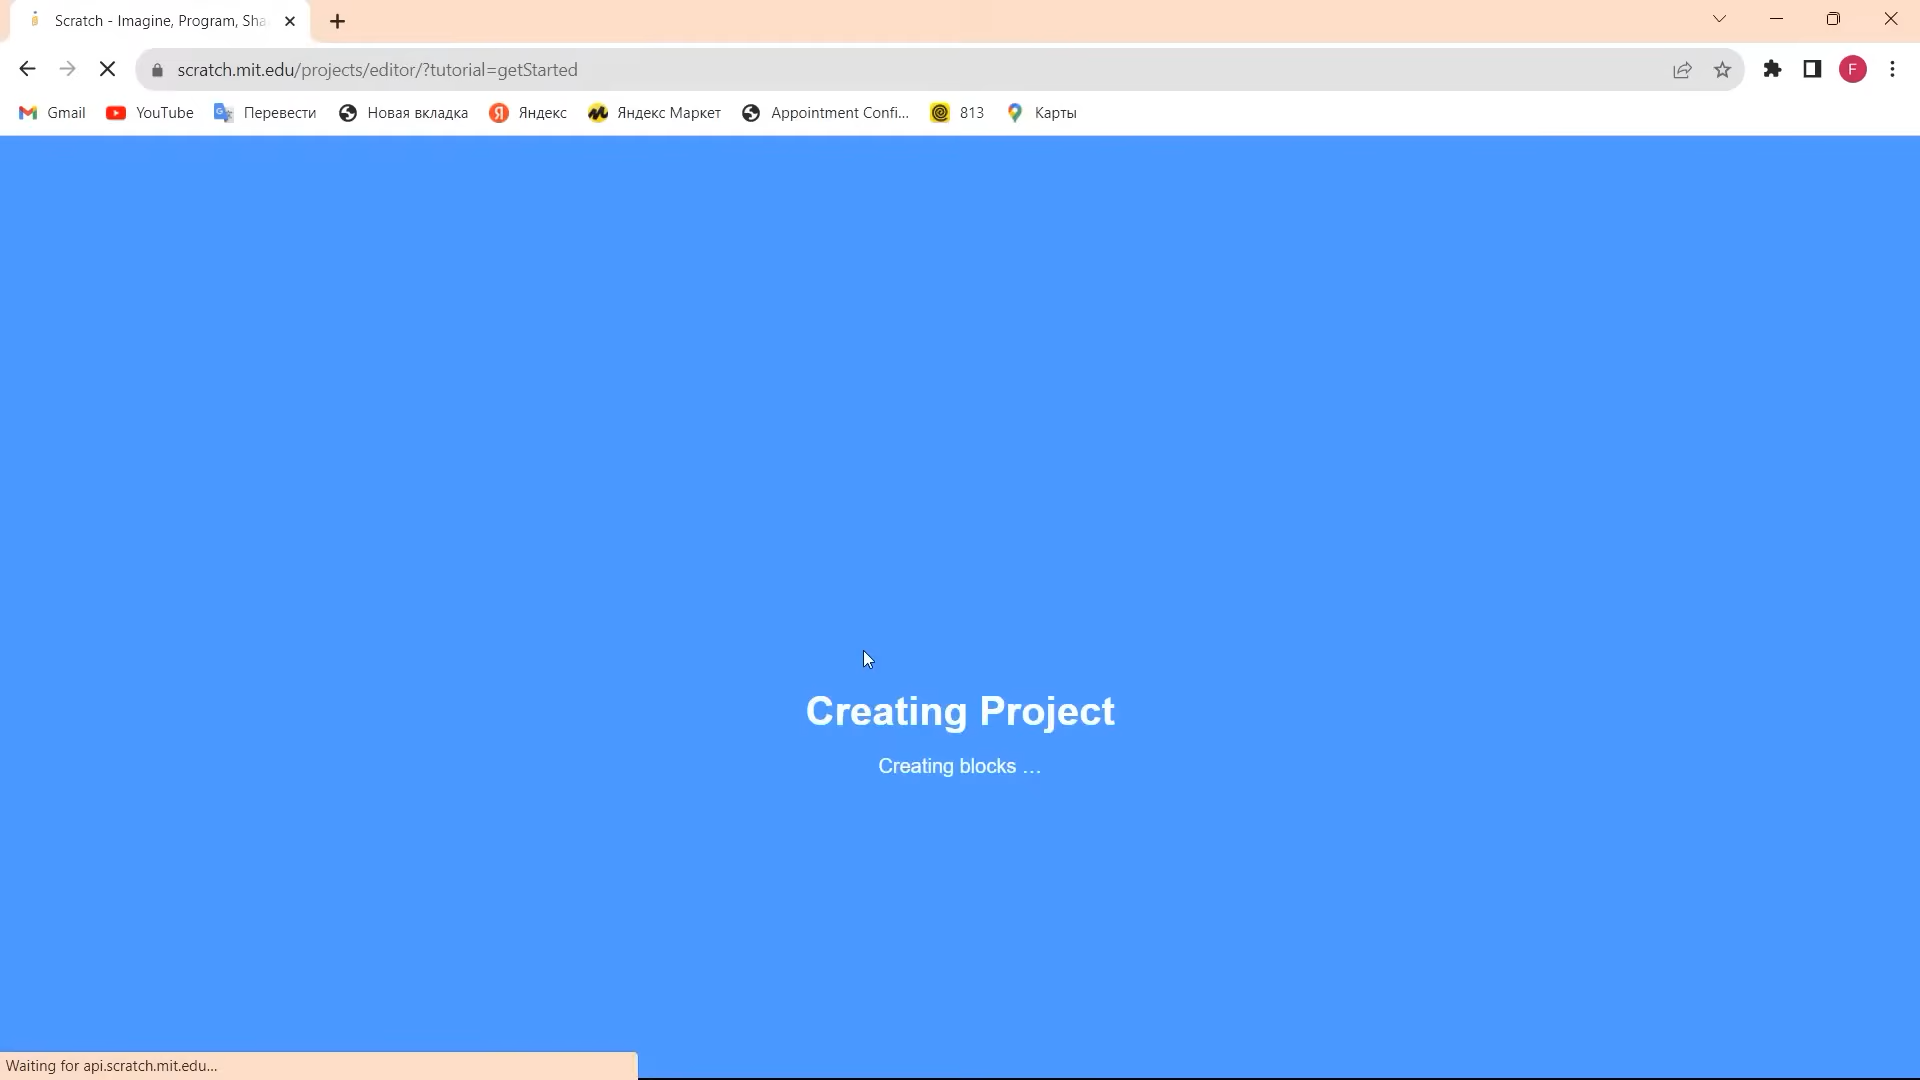 Scratch - Imagine, Program, Sha
scratch.mit.edu/projects/editor/?tutorial=getStarted
F
Gmail YouTube Перевести Новая вкладка Яндекс Яндекс Маркет Appointment Confi... 813 Карты
Creating Project
Creating blocks …
Waiting for api.scratch.mit.edu...